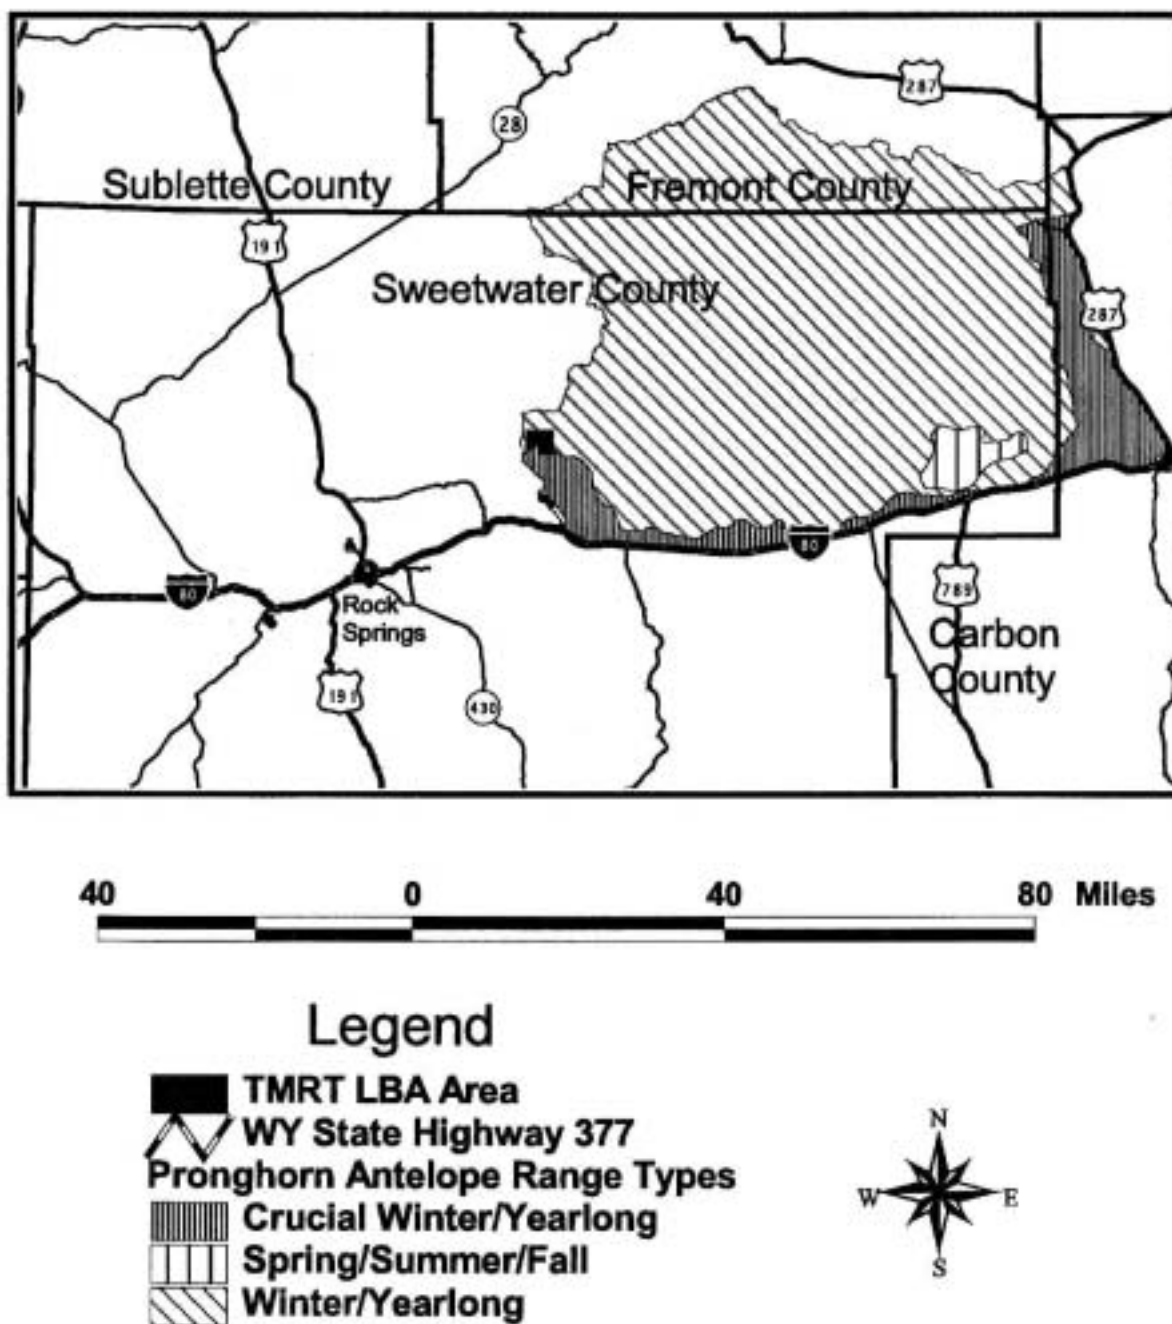 287
28
Sublette County
Fremont County
191
Sweetwater County
287
80
80
789
Rock
Springs
Carbon
County
191
430
40 0 40 80 Miles
Legend
TMRT LBA Area
WY State Highway 377
Pronghorn Antelope Range Types
Crucial Winter/Yearlong
Spring/Summer/Fall
Winter/Yearlong
N
W E
S